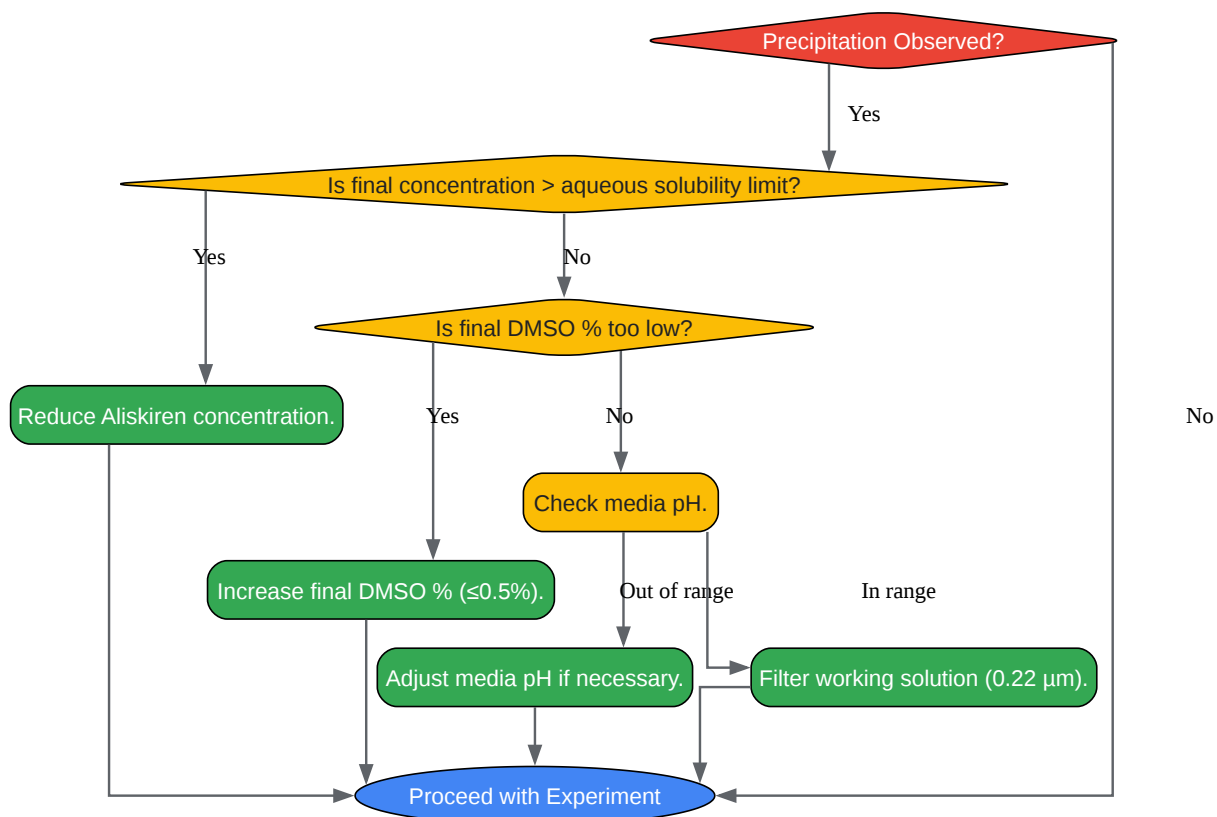 Precipitation Observed?
Yes
Is final concentration > aqueous solubility limit?
Yes
No
Is final DMSO % too low?
Reduce Aliskiren concentration.
Yes
No
No
Check media pH.
Increase final DMSO % (≤0.5%).
Out of range
In range
Adjust media pH if necessary.
Filter working solution (0.22 µm).
Proceed with Experiment